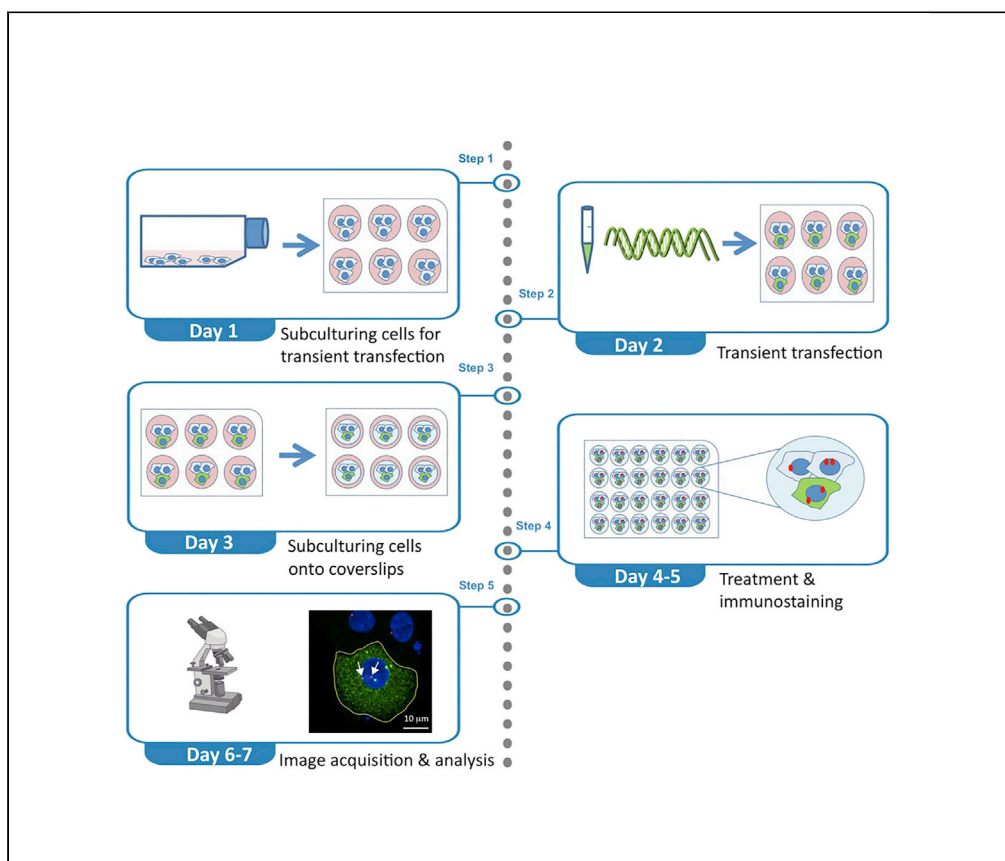 Step 1
Day 1
Subculturing cells for
transient transfection
Step 2
Day 2
Transient transfection
Step 3
Day 3
Subculturing cells
onto coverslips
Step 4
Day 4-5
Treatment &
immunostaining
Step 5
10 µm
Day 6-7
Image acquisition & analysis